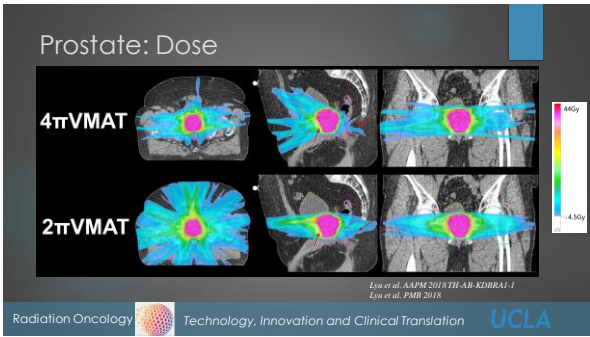 Prostate: Dose
4πVMAT
2πVMAT
44Gy
4.5Gy
Lyu et al. AAPM 2018 TH-AB-KDBRA1-1
Lyu et al. PMB 2018
Radiation Oncology
Technology, Innovation and Clinical Translation
UCLA